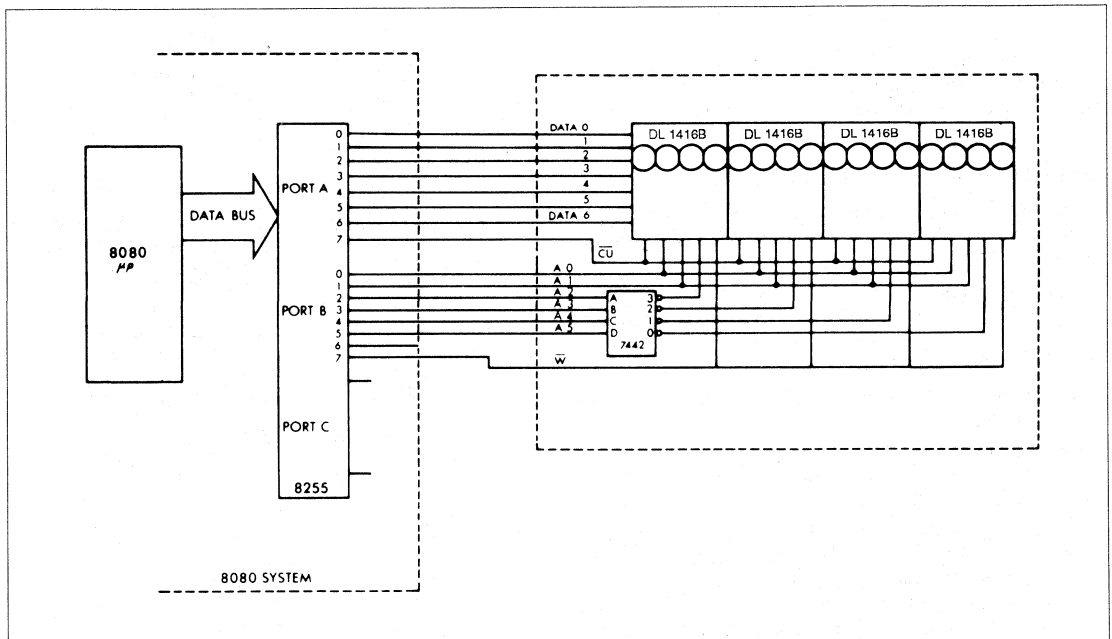 8080
μp
DATA BUS
PORT A
0
1
2
3
4
5
6
7
PORT B
0
1
2
3
4
5
6
7
PORT C
8255
8080 SYSTEM
DATA 0
1
2
3
4
5
DATA 6
CU
A 0
A 1
A 2
A 3
A 4
A 5
W
A
B
C
D
3
2
1
0
7442
DL 1416B
DL 1416B
DL 1416B
DL 1416B